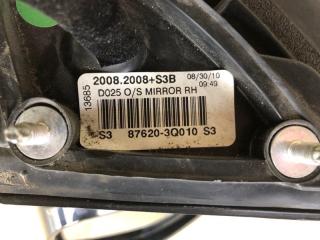 13685
2008.2008+S3B
08/30/10
09:49
D025 O/S MIRROR RH
S3 87620-3Q010 S3